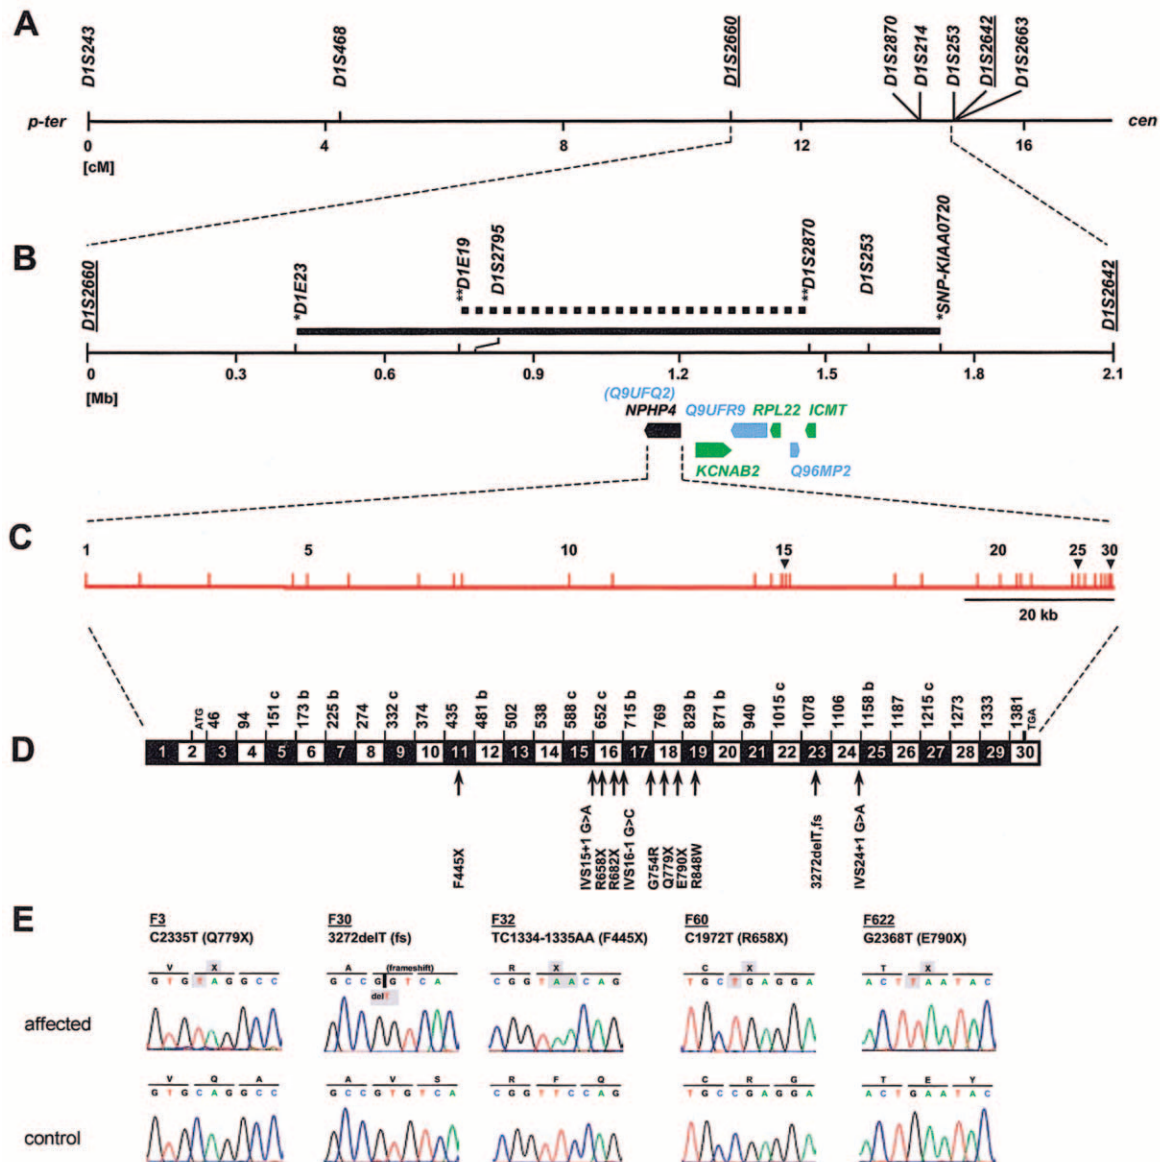 A
D1S243 D1S468 D1S2660 D1S2870 D1S214 D1S253 D1S2642 D1S2663
p-ter cen
0 4 8 12 16
[cM]
B
D1S2660 *D1E23 **D1E19 D1S2795 **D1S2870 D1S253 *SNP-KIAA0720 D1S2642
0 0.3 0.6 0.9 1.2 1.5 1.8 2.1
[Mb]
(Q9UFQ2)
NPHP4 Q9UFR9 RPL22 ICMT
KCNAB2 Q96MP2
C
1 5 10 15 20 25 30
20 kb
D
ATG 46 94 151 c 173 b 225 b 274 332 c 374 435 481 b 502 538 588 c 652 c 715 b 769 829 b 871 b 940 1015 c 1078 1106 1158 b 1187 1215 c 1273 1333 1381 TGA
1 2 3 4 5 6 7 8 9 10 11 12 13 14 15 16 17 18 19 20 21 22 23 24 25 26 27 28 29 30
F445X IVS15+1 G>A R658X R682X IVS16-1 G>C G754R Q779X E790X R848W 3272delT,fs IVS24+1 G>A
E
F3 F30 F32 F60 F622
C2335T (Q779X) 3272delT (fs) TC1334-1335AA (F445X) C1972T (R658X) G2368T (E790X)
V X A (frameshift) R X C X T X
G T G T A G G C C G C C G G T C A C G G T A A C A G T G C T G A G G A A C T T A A T A C
delT
affected
V Q A A V S R F Q C R G T E Y
G T G C A G G C C G C C G T G T C A C G G T T C C A G T G C C G A G G A A C T G A A T A C
control